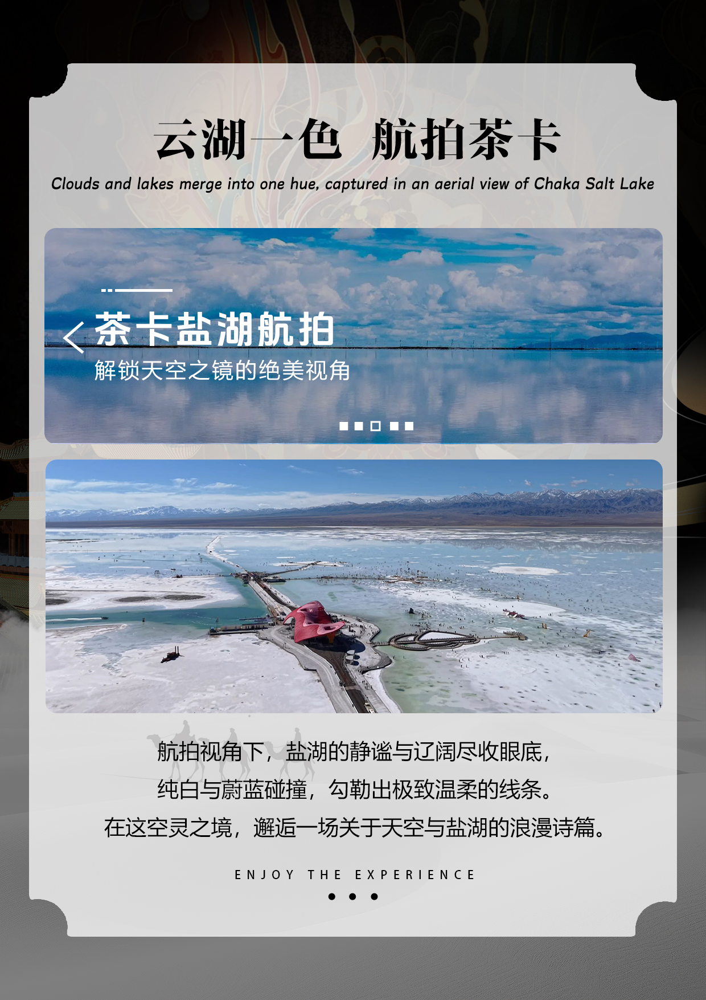 云湖一色 航拍茶卡
Clouds and lakes merge into one hue, captured in an aerial view of Chaka Salt Lake
茶卡盐湖航拍
解锁天空之镜的绝美视角
航拍视角下，盐湖的静谧与辽阔尽收眼底，
纯白与蔚蓝碰撞，勾勒出极致温柔的线条。
在这空灵之境，邂逅一场关于天空与盐湖的浪漫诗篇。
ENJOY THE EXPERIENCE